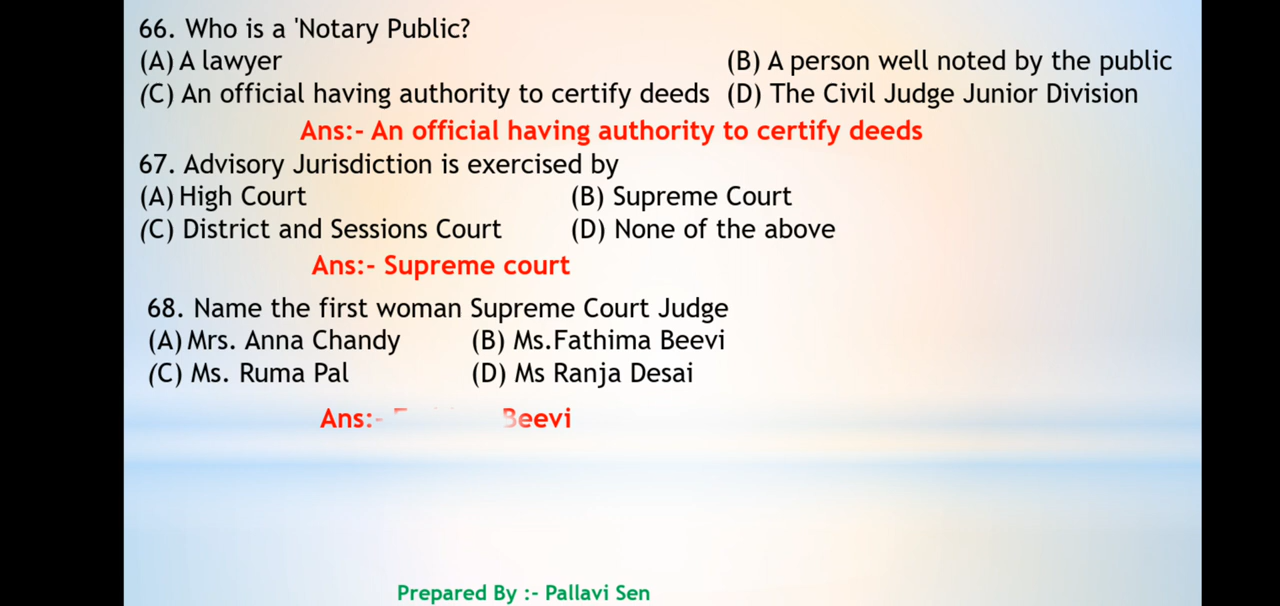 66. Who is a 'Notary Public?
(A) A lawyer (B) A person well noted by the public
(C) An official having authority to certify deeds (D) The Civil Judge Junior Division
Ans:- An official having authority to certify deeds
67. Advisory Jurisdiction is exercised by
(A) High Court (B) Supreme Court
(C) District and Sessions Court (D) None of the above
Ans:- Supreme court
68. Name the first woman Supreme Court Judge
(A) Mrs. Anna Chandy (B) Ms.Fathima Beevi
(C) Ms. Ruma Pal (D) Ms Ranja Desai
Ans:- Beevi
Prepared By :- Pallavi Sen